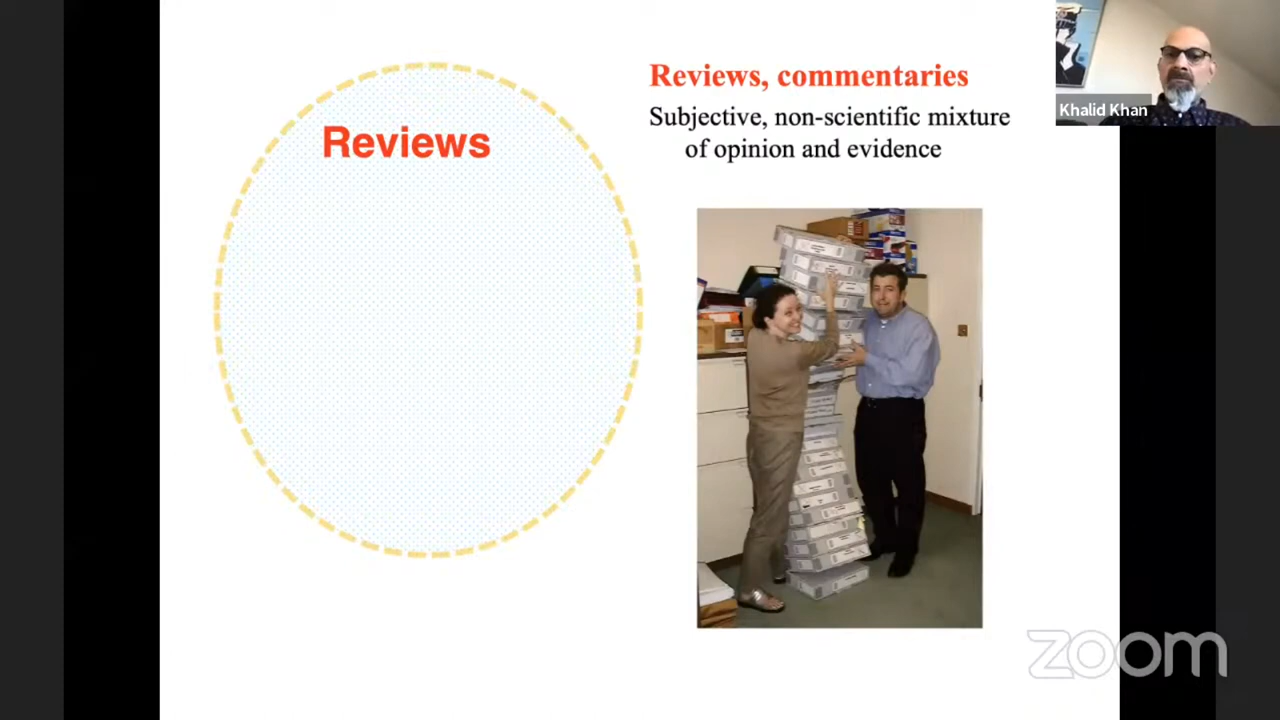 Reviews
Reviews, commentaries
Subjective, non-scientific mixture
of opinion and evidence
Khalid Khan
zoom